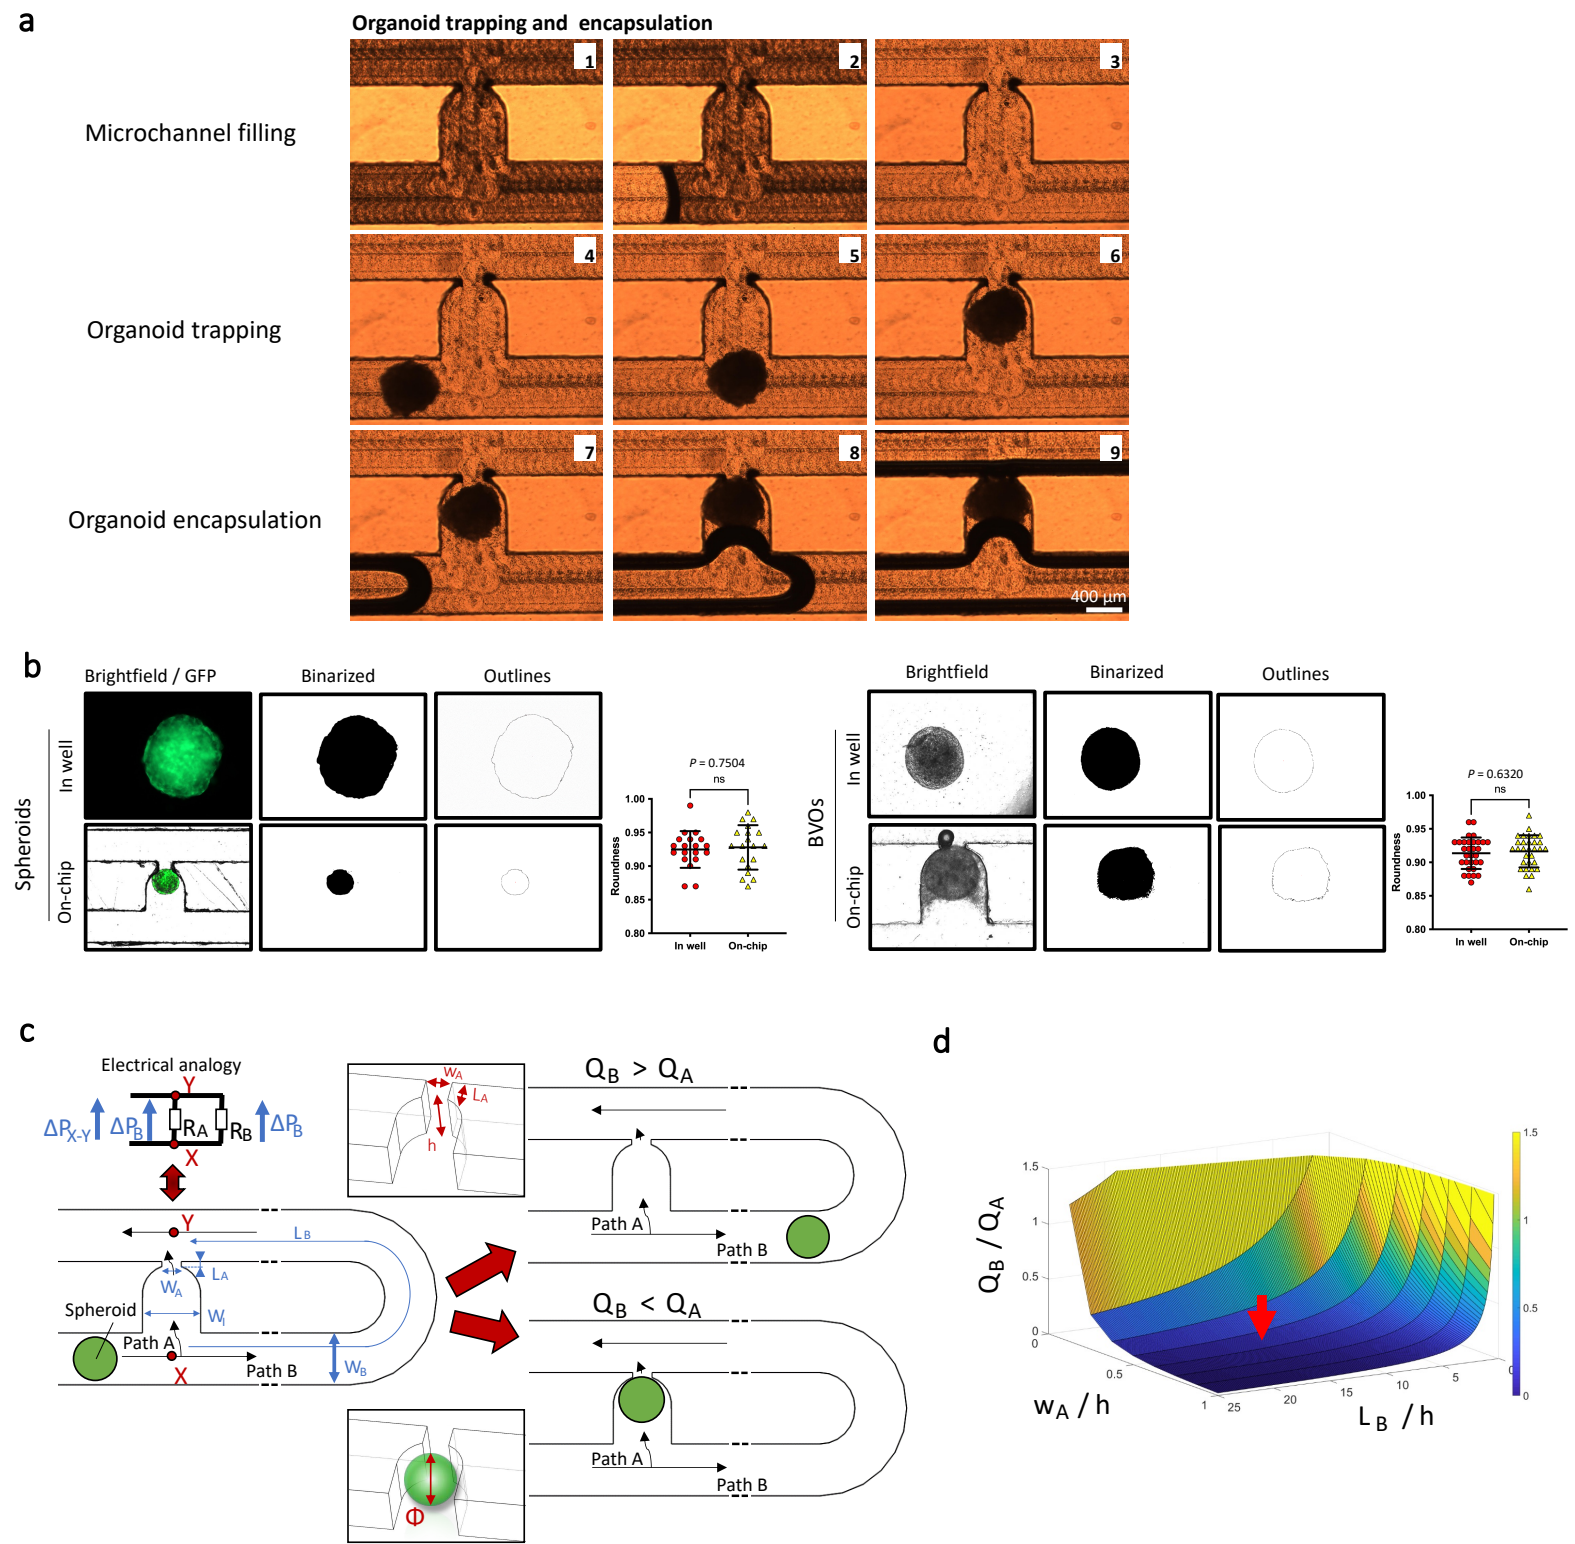 a
Organoid trapping and encapsulation
Microchannel filling
1
2
3
Organoid trapping
4
5
6
Organoid encapsulation
7
8
9
400 µm
b
Brightfield / GFP
Binarized
Outlines
Spheroids
In well
On-chip
P = 0.7504
ns
Roundness
1.00
0.95
0.90
0.85
0.80
In well
On-chip
Brightfield
Binarized
Outlines
BVOs
In well
On-chip
P = 0.6320
ns
Roundness
1.00
0.95
0.90
0.85
0.80
In well
On-chip
c
Electrical analogy
Y
ΔPX-Y
ΔPB
RA
RB
ΔPB
X
Y
LB
LA
WA
Wi
Spheroid
Path A
Path B
X
WB
wA
LA
h
Φ
QB > QA
Path A
Path B
QB < QA
Path A
Path B
d
QB / QA
1.5
1
0.5
0
0
0.5
1
wA / h
25
20
15
10
5
0
LB / h
1.5
1
0.5
0